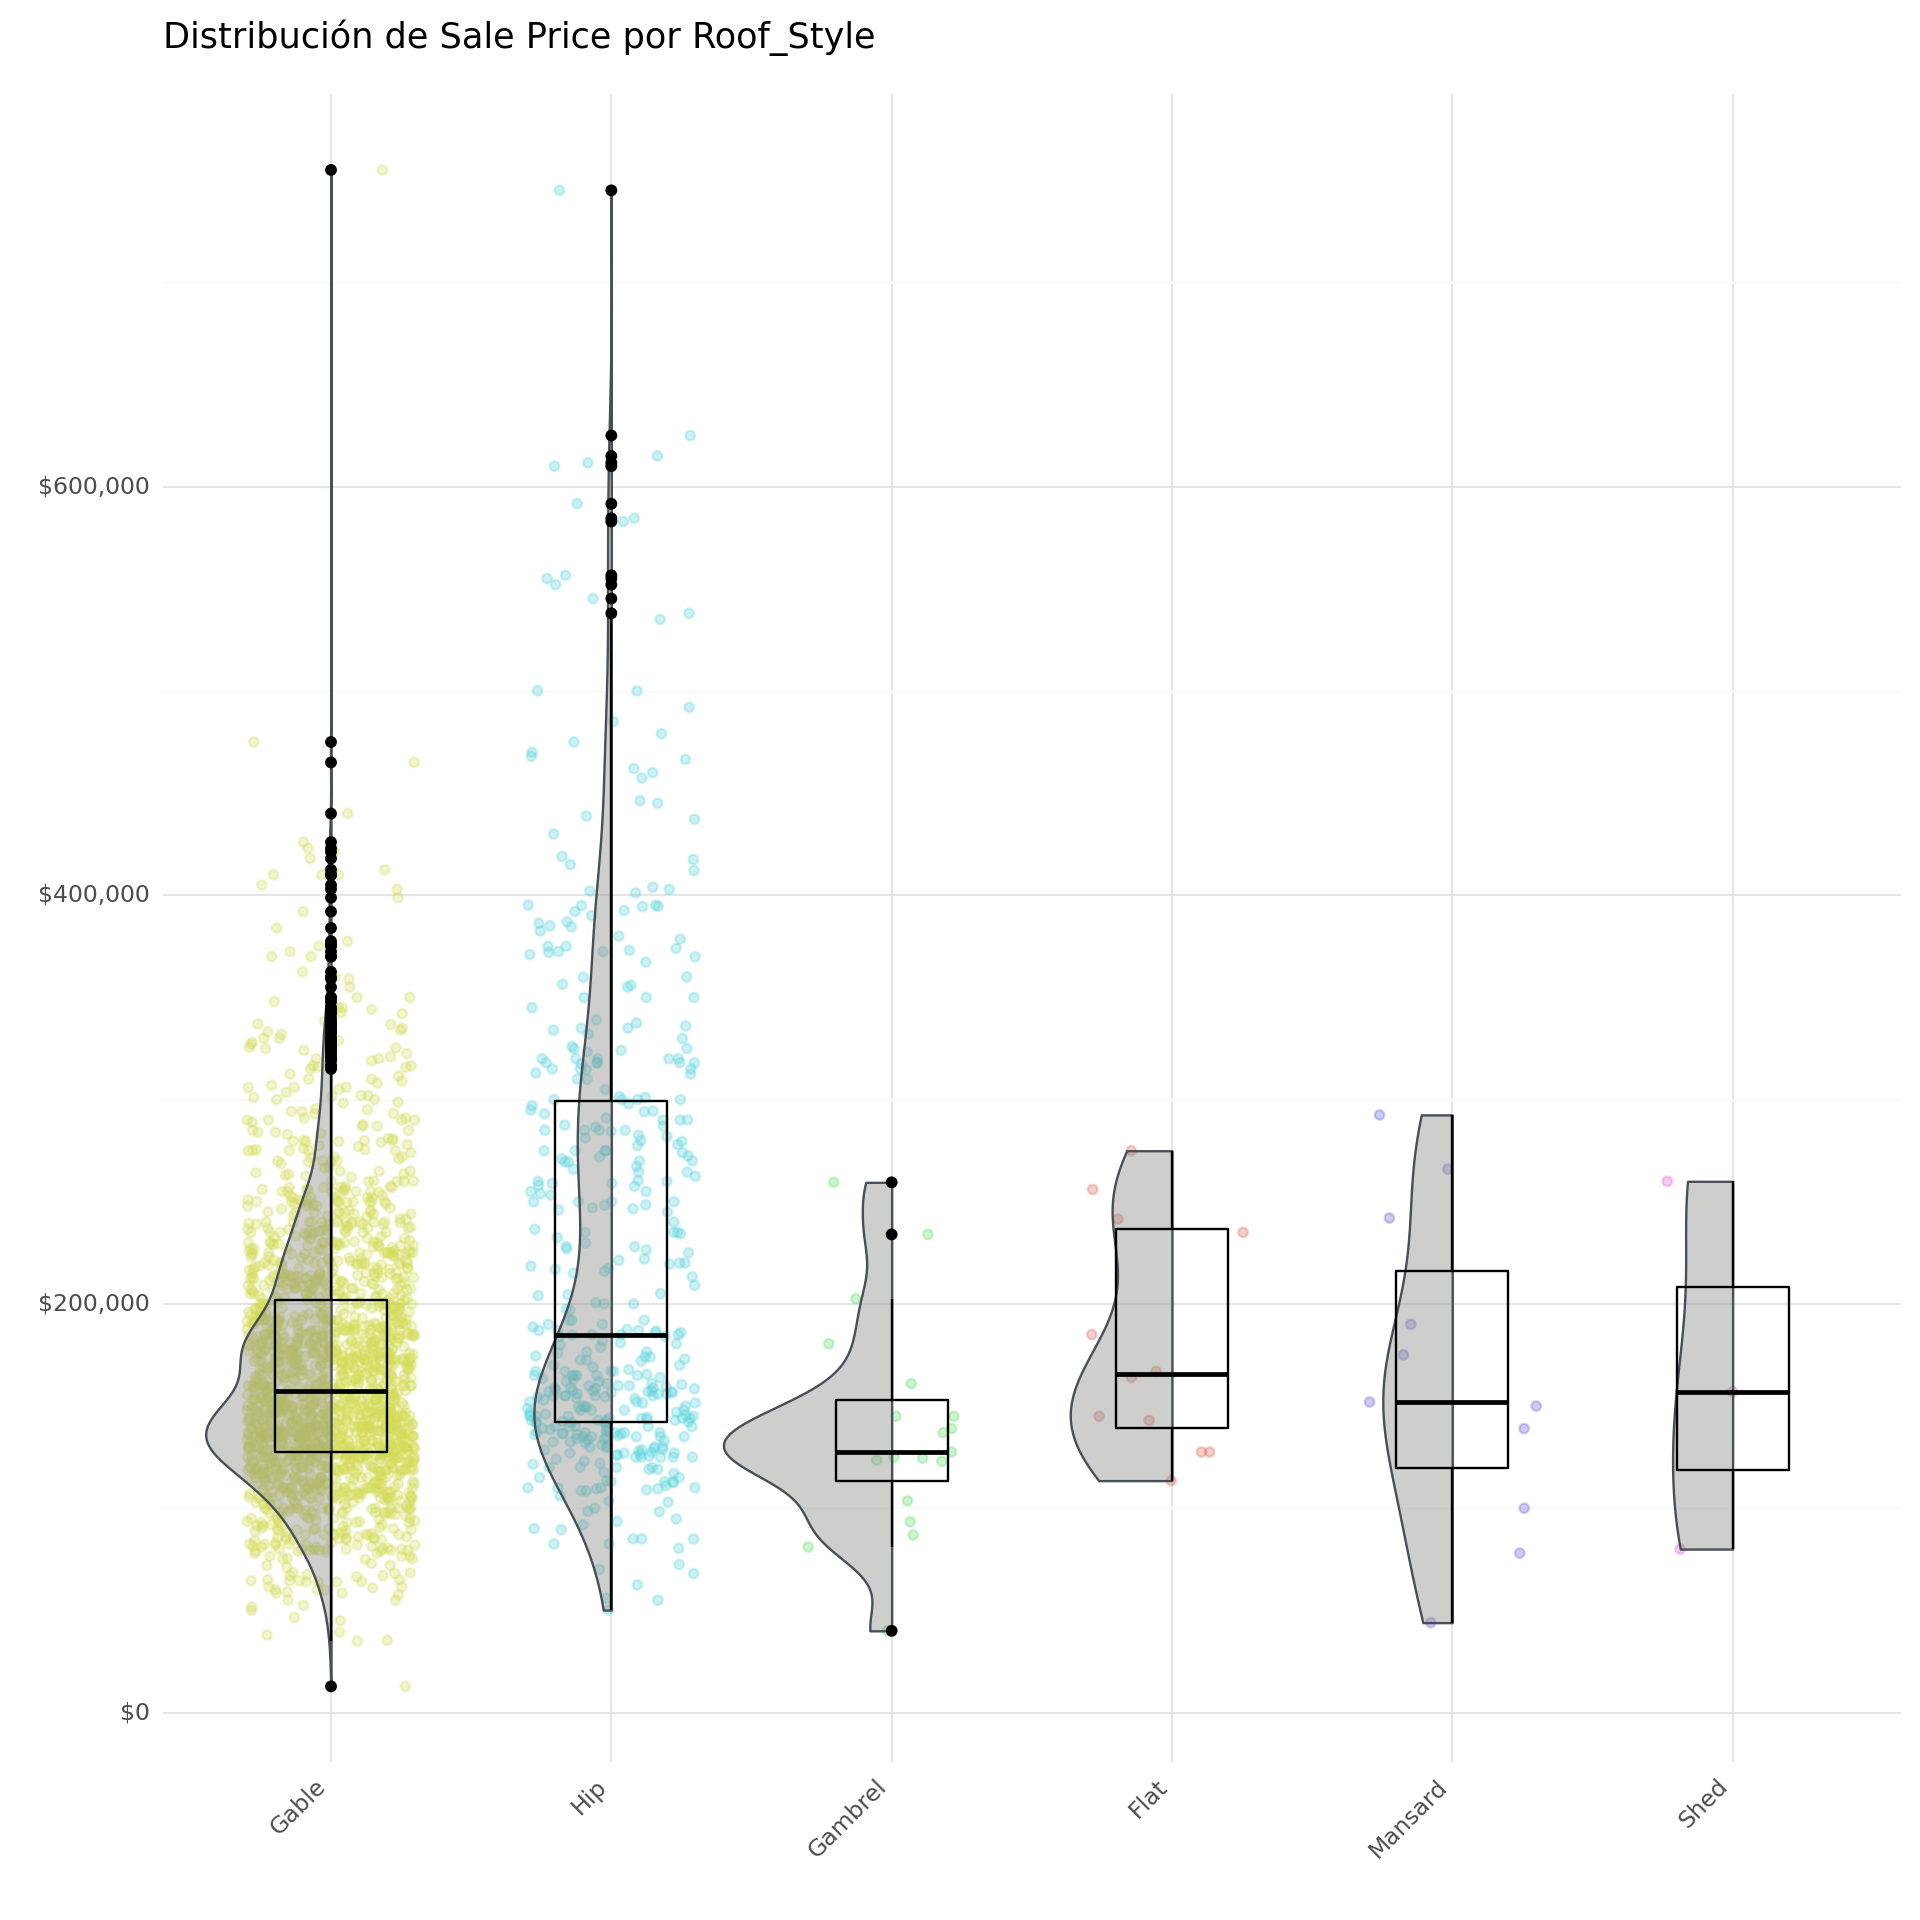 Distribución de Sale Price por Roof_Style
$600,000
$400,000
$200,000
$0
Gable
Hip
Gambrel
Flat
Mansard
Shed